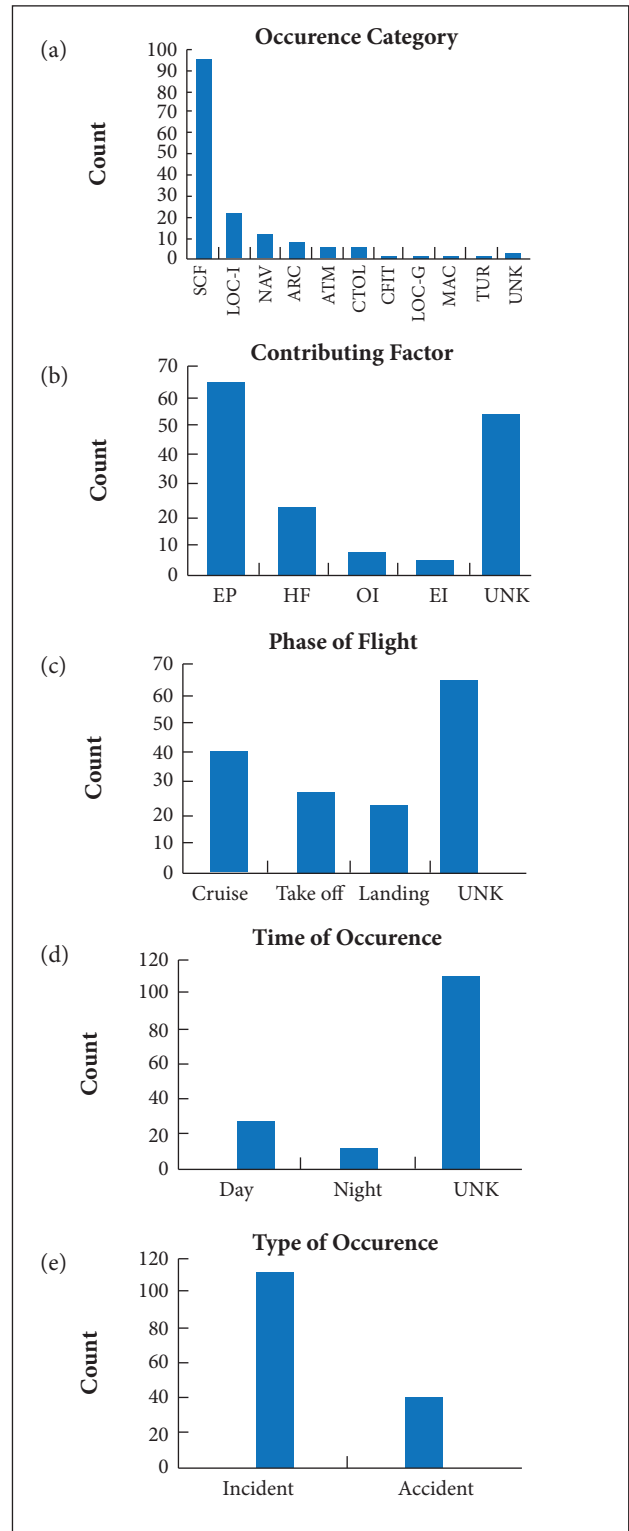 (a)
Occurence Category
Count
100
90
80
70
60
50
40
30
20
10
0
SCF
LOC-I
NAV
ARC
ATM
CTOL
CFIT
LOC-G
MAC
TUR
UNK
(b)
Contributing Factor
Count
70
60
50
40
30
20
10
0
EP HF OI EI UNK
(c)
Phase of Flight
Count
70
60
50
40
30
20
10
0
Cruise Take off Landing UNK
(d)
Time of Occurence
Count
120
100
80
60
40
20
0
Day Night UNK
(e)
Type of Occurence
Count
120
100
80
60
40
20
0
Incident Accident